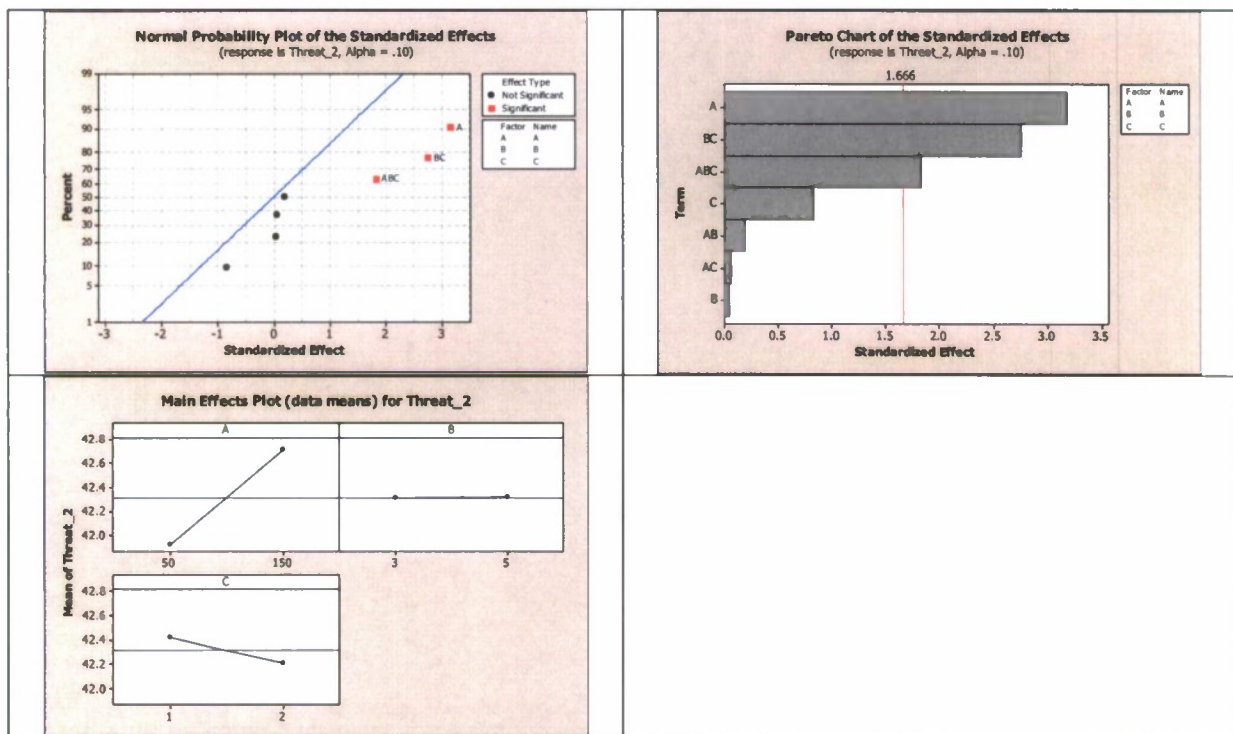 Normal Probability Plot of the Standardized Effects
(response is Threat_2, Alpha = .10)
Percent
99
95
90
80
70
60
50
40
30
20
10
5
1
A
BC
ABC
-3 -2 -1 0 1 2 3
Standardized Effect
Effect Type
Not Significant
Significant
Factor Name
A A
B B
C C
Pareto Chart of the Standardized Effects
(response is Threat_2, Alpha = .10)
1.666
Term
A
BC
ABC
C
AB
AC
B
0.0 0.5 1.0 1.5 2.0 2.5 3.0 3.5
Standardized Effect
Factor Name
A A
B B
C C
Main Effects Plot (data means) for Threat_2
Mean of Threat_2
A B
42.8
42.6
42.4
42.2
42.0
50 150 3 5
C
42.8
42.6
42.4
42.2
42.0
1 2